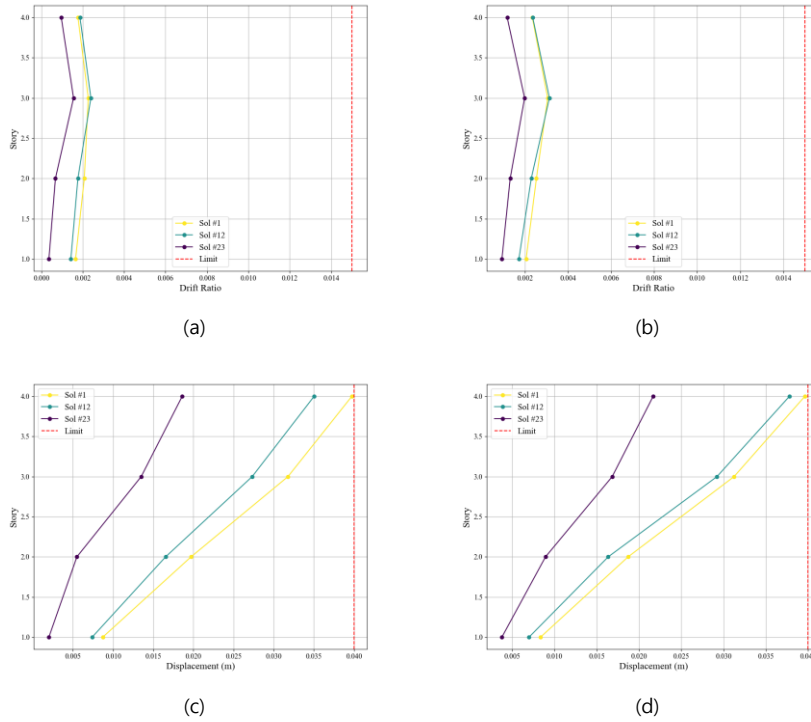 4.0
3.5
3.0
2.5
2.0
1.5
1.0
Story
Sol #1
Sol #12
Sol #23
Limit
0.000
0.002
0.004
0.006
0.008
0.010
0.012
0.014
Drift Ratio
(a)
4.0
3.5
3.0
2.5
2.0
1.5
1.0
Story
Sol #1
Sol #12
Sol #23
Limit
0.002
0.004
0.006
0.008
0.010
0.012
0.014
Drift Ratio
(b)
4.0
3.5
3.0
2.5
2.0
1.5
1.0
Story
Sol #1
Sol #12
Sol #23
Limit
0.005
0.010
0.015
0.020
0.025
0.030
0.035
0.040
Displacement (m)
(c)
4.0
3.5
3.0
2.5
2.0
1.5
1.0
Story
Sol #1
Sol #12
Sol #23
Limit
0.005
0.010
0.015
0.020
0.025
0.030
0.035
Displacement (m)
(d)